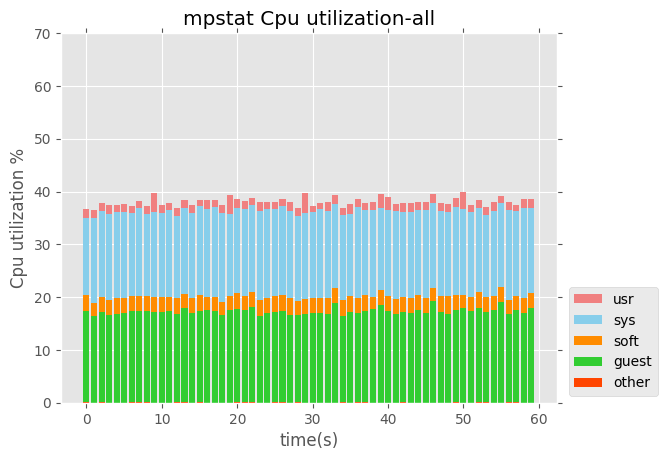 mpstat Cpu utilization-all
Cpu utilization %
70
60
50
40
30
20
10
0
0
10
20
30
40
50
60
time(s)
usr
sys
soft
guest
other